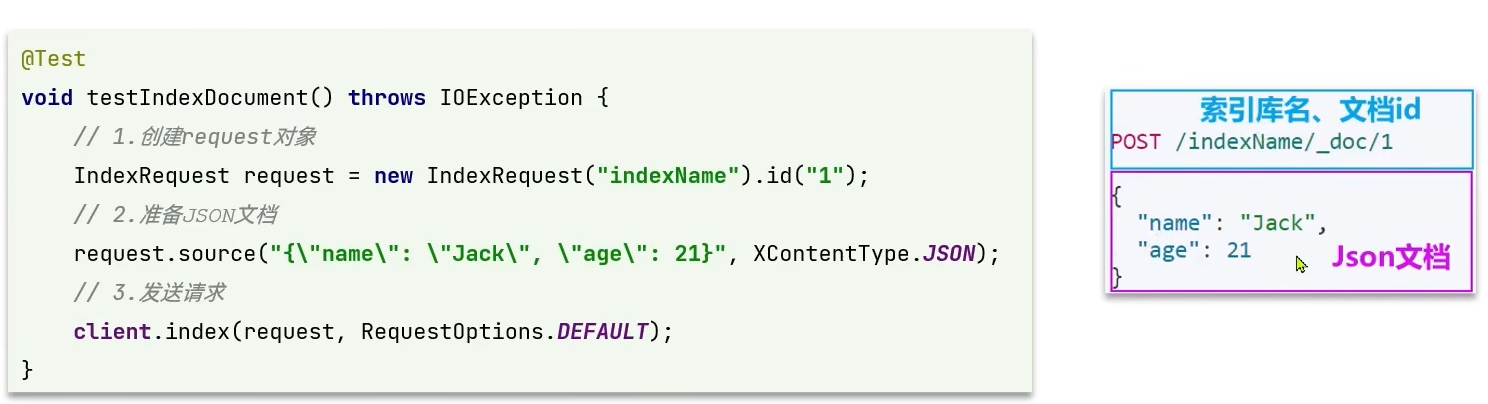 @Test
void testIndexDocument() throws IOException {
    // 1.创建request对象
    IndexRequest request = new IndexRequest("indexName").id("1");
    // 2.准备JSON文档
    request.source("{\"name\": \"Jack\", \"age\": 21}", XContentType.JSON);
    // 3.发送请求
    client.index(request, RequestOptions.DEFAULT);
}
索引库名、文档id
POST /indexName/_doc/1
{
  "name": "Jack",
  "age": 21
Json文档
}